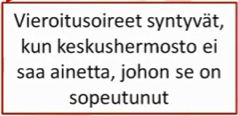 Vieroitusoireet syntyvät,
kun keskushermosto ei
saa ainetta, johon se on
sopeutunut